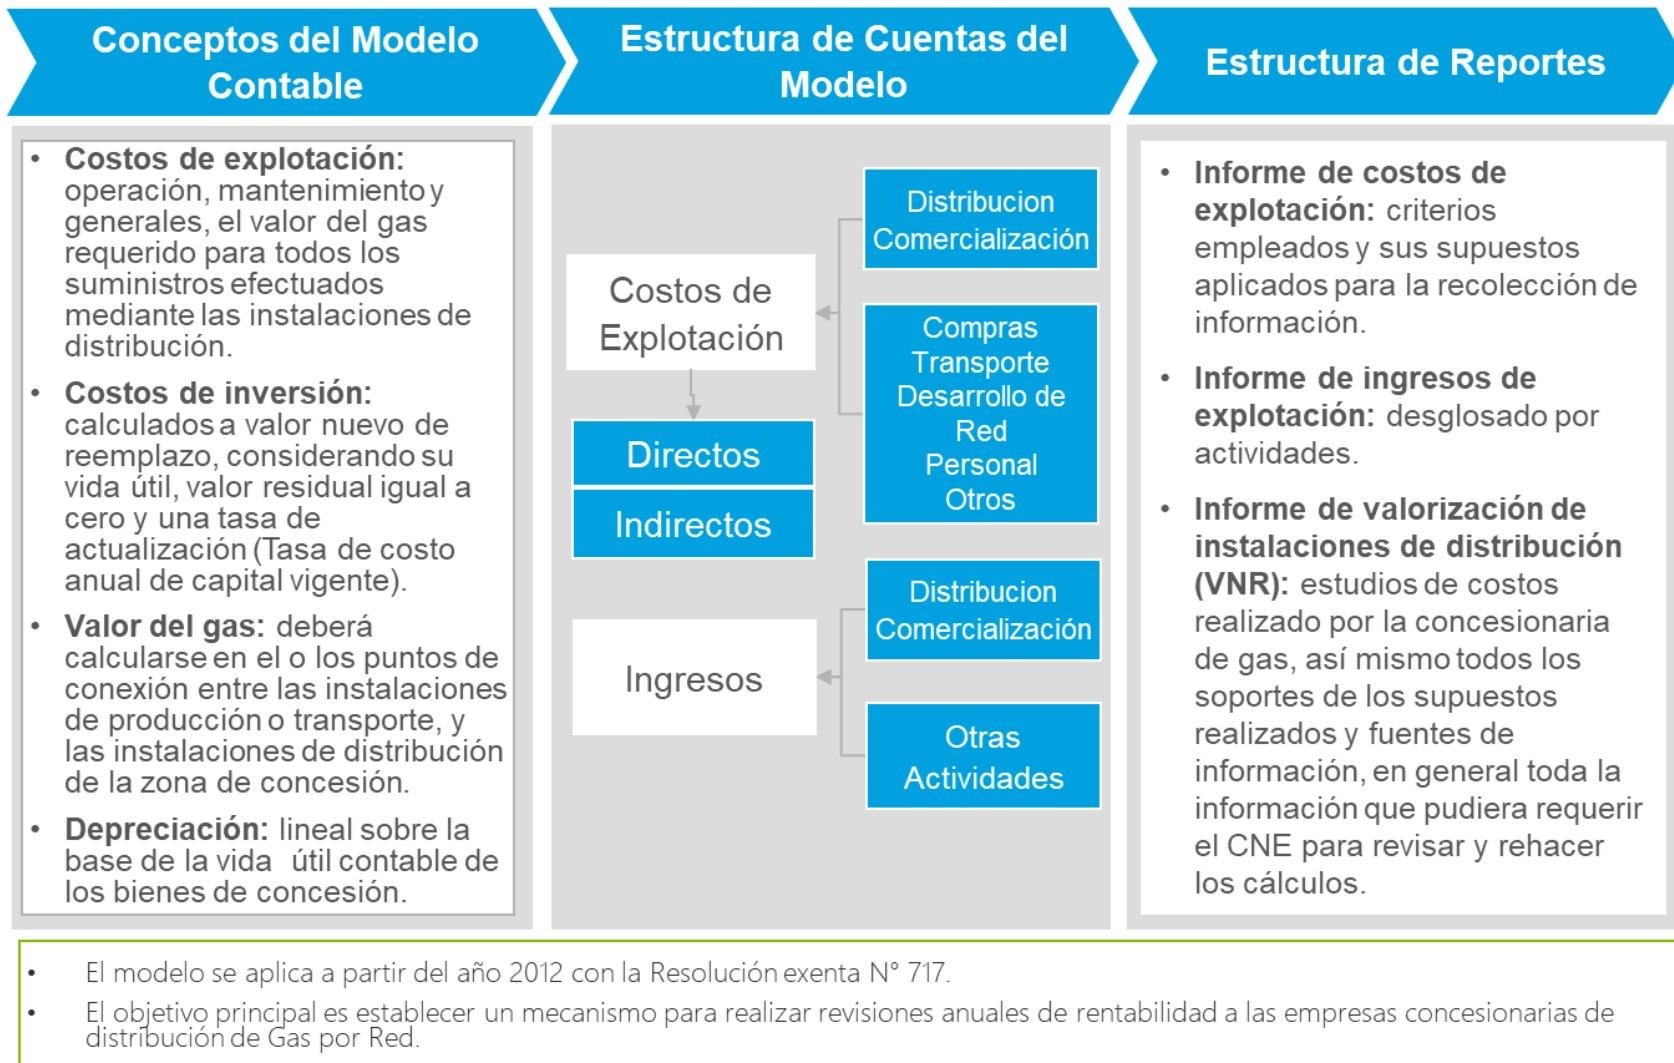 Conceptos del Modelo
Contable
Estructura de Cuentas del
Modelo
Estructura de Reportes
• Costos de explotación:
operación, mantenimiento y
generales, el valor del gas
requerido para todos los
suministros efectuados
mediante las instalaciones de
distribución.
• Costos de inversión:
calculados a valor nuevo de
reemplazo, considerando su
vida útil, valor residual igual a
cero y una tasa de
actualización (Tasa de costo
anual de capital vigente).
• Valor del gas: deberá
calcularse en el o los puntos de
conexión entre las instalaciones
de producción o transporte, y
las instalaciones de distribución
de la zona de concesión.
• Depreciación: lineal sobre la
base de la vida útil contable de
los bienes de concesión.
Costos de
Explotación
Directos
Indirectos
Distribucion
Comercialización
Compras
Transporte
Desarrollo de
Red
Personal
Otros
Ingresos
Distribucion
Comercialización
Otras
Actividades
• Informe de costos de
explotación: criterios
empleados y sus supuestos
aplicados para la recolección de
información.
• Informe de ingresos de
explotación: desglosado por
actividades.
• Informe de valorización de
instalaciones de distribución
(VNR): estudios de costos
realizado por la concesionaria
de gas, así mismo todos los
soportes de los supuestos
realizados y fuentes de
información, en general toda la
información que pudiera requerir
el CNE para revisar y rehacer
los cálculos.
• El modelo se aplica a partir del año 2012 con la Resolución exenta N° 717.
• El objetivo principal es establecer un mecanismo para realizar revisiones anuales de rentabilidad a las empresas concesionarias de
distribución de Gas por Red.